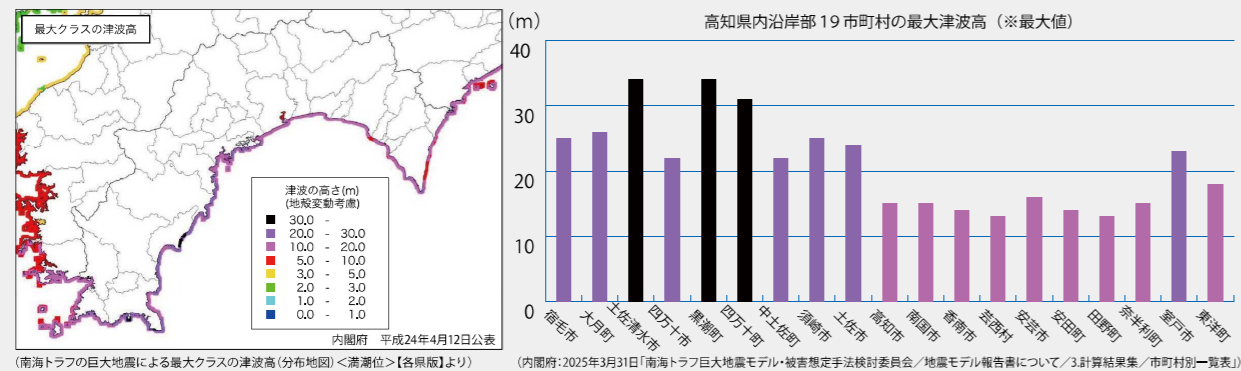 最大クラスの津波高
津波の高さ(m)
(地殻変動考慮)
30.0 -
20.0 - 30.0
10.0 - 20.0
5.0 - 10.0
3.0 - 5.0
2.0 - 3.0
1.0 - 2.0
0.0 - 1.0
内閣府 平成24年4月12日公表
(南海トラフの巨大地震による最大クラスの津波高(分布地図)<満潮位>【各県版】より)
(m)
高知県内沿岸部19市町村の最大津波高(※最大値)
40
30
20
10
0
宿毛市
大月町
土佐清水市
四万十市
黒潮町
四万十町
中土佐町
須崎市
土佐市
高知市
南国市
香南市
芸西村
安芸市
安田町
田野町
奈半利町
室戸市
東洋町
(内閣府:2025年3月31日「南海トラフ巨大地震モデル・被害想定手法検討委員会/地震モデル報告書について/3.計算結果集/市町村別一覧表」)